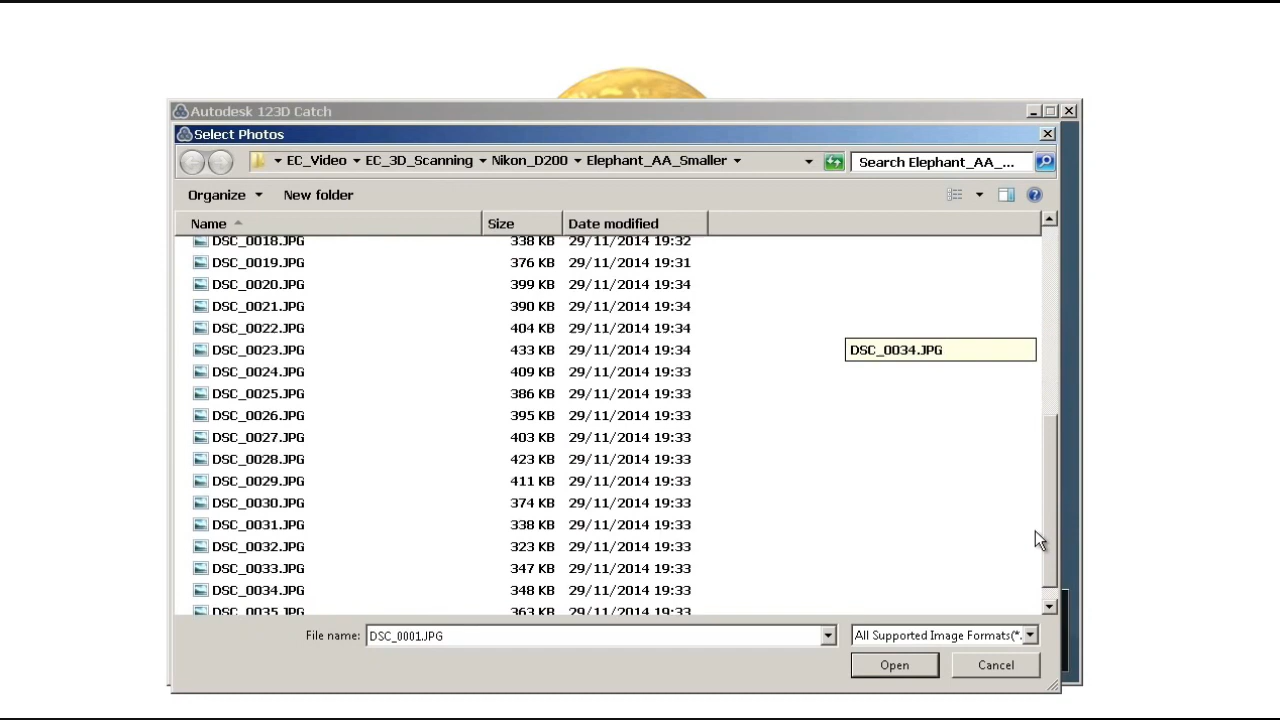 Autodesk 123D Catch
Select Photos
EC_Video EC_3D_Scanning Nikon_D200 Elephant_AA_Smaller Search Elephant_AA_...
Organize New folder
Name Size Date modified
DSC_0018.JPG 338 KB 29/11/2014 19:32
DSC_0019.JPG 376 KB 29/11/2014 19:31
DSC_0020.JPG 399 KB 29/11/2014 19:34
DSC_0021.JPG 390 KB 29/11/2014 19:34
DSC_0022.JPG 404 KB 29/11/2014 19:34
DSC_0023.JPG 433 KB 29/11/2014 19:34 DSC_0034.JPG
DSC_0024.JPG 409 KB 29/11/2014 19:33
DSC_0025.JPG 386 KB 29/11/2014 19:33
DSC_0026.JPG 395 KB 29/11/2014 19:33
DSC_0027.JPG 403 KB 29/11/2014 19:33
DSC_0028.JPG 423 KB 29/11/2014 19:33
DSC_0029.JPG 411 KB 29/11/2014 19:33
DSC_0030.JPG 374 KB 29/11/2014 19:33
DSC_0031.JPG 338 KB 29/11/2014 19:33
DSC_0032.JPG 323 KB 29/11/2014 19:33
DSC_0033.JPG 347 KB 29/11/2014 19:33
DSC_0034.JPG 348 KB 29/11/2014 19:33
DSC_0035.JPG 363 KB 29/11/2014 19:33
File name: DSC_0001.JPG All Supported Image Formats(*.
Open Cancel